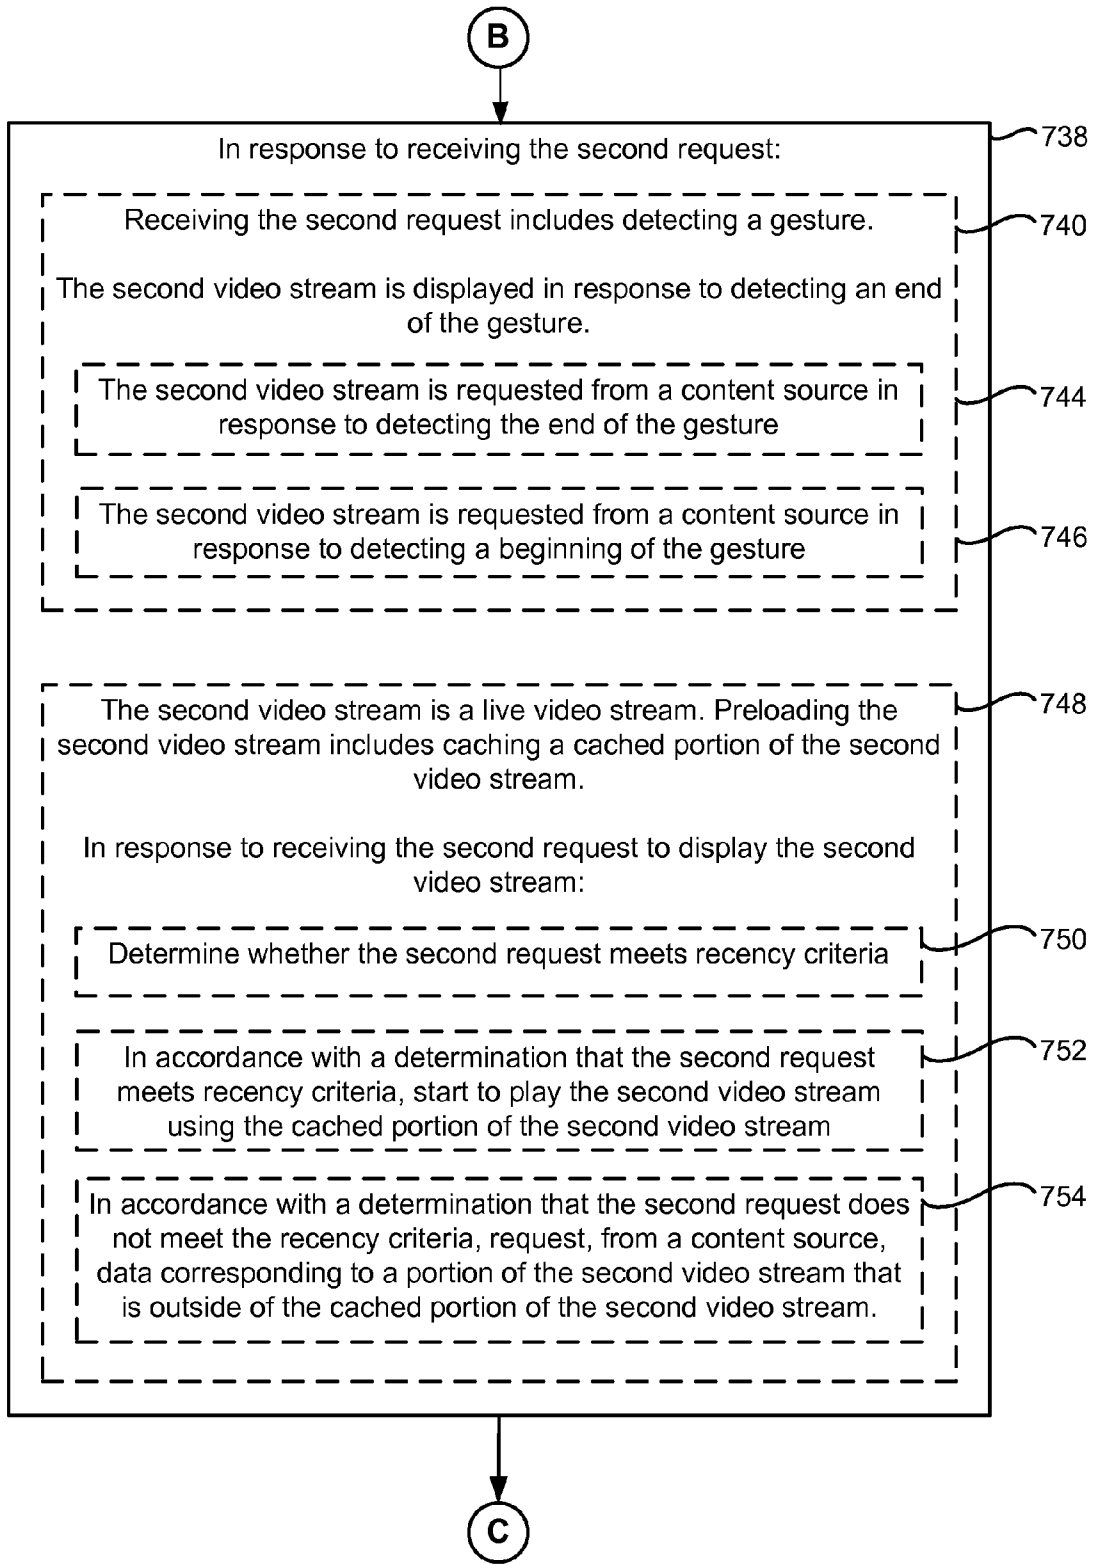 B
In response to receiving the second request:
738
Receiving the second request includes detecting a gesture.
740
The second video stream is displayed in response to detecting an end
of the gesture.
The second video stream is requested from a content source in
response to detecting the end of the gesture
744
The second video stream is requested from a content source in
response to detecting a beginning of the gesture
746
The second video stream is a live video stream. Preloading the
second video stream includes caching a cached portion of the second
video stream.
748
In response to receiving the second request to display the second
video stream:
Determine whether the second request meets recency criteria
750
In accordance with a determination that the second request
meets recency criteria, start to play the second video stream
using the cached portion of the second video stream
752
In accordance with a determination that the second request does
not meet the recency criteria, request, from a content source,
data corresponding to a portion of the second video stream that
is outside of the cached portion of the second video stream.
754
C